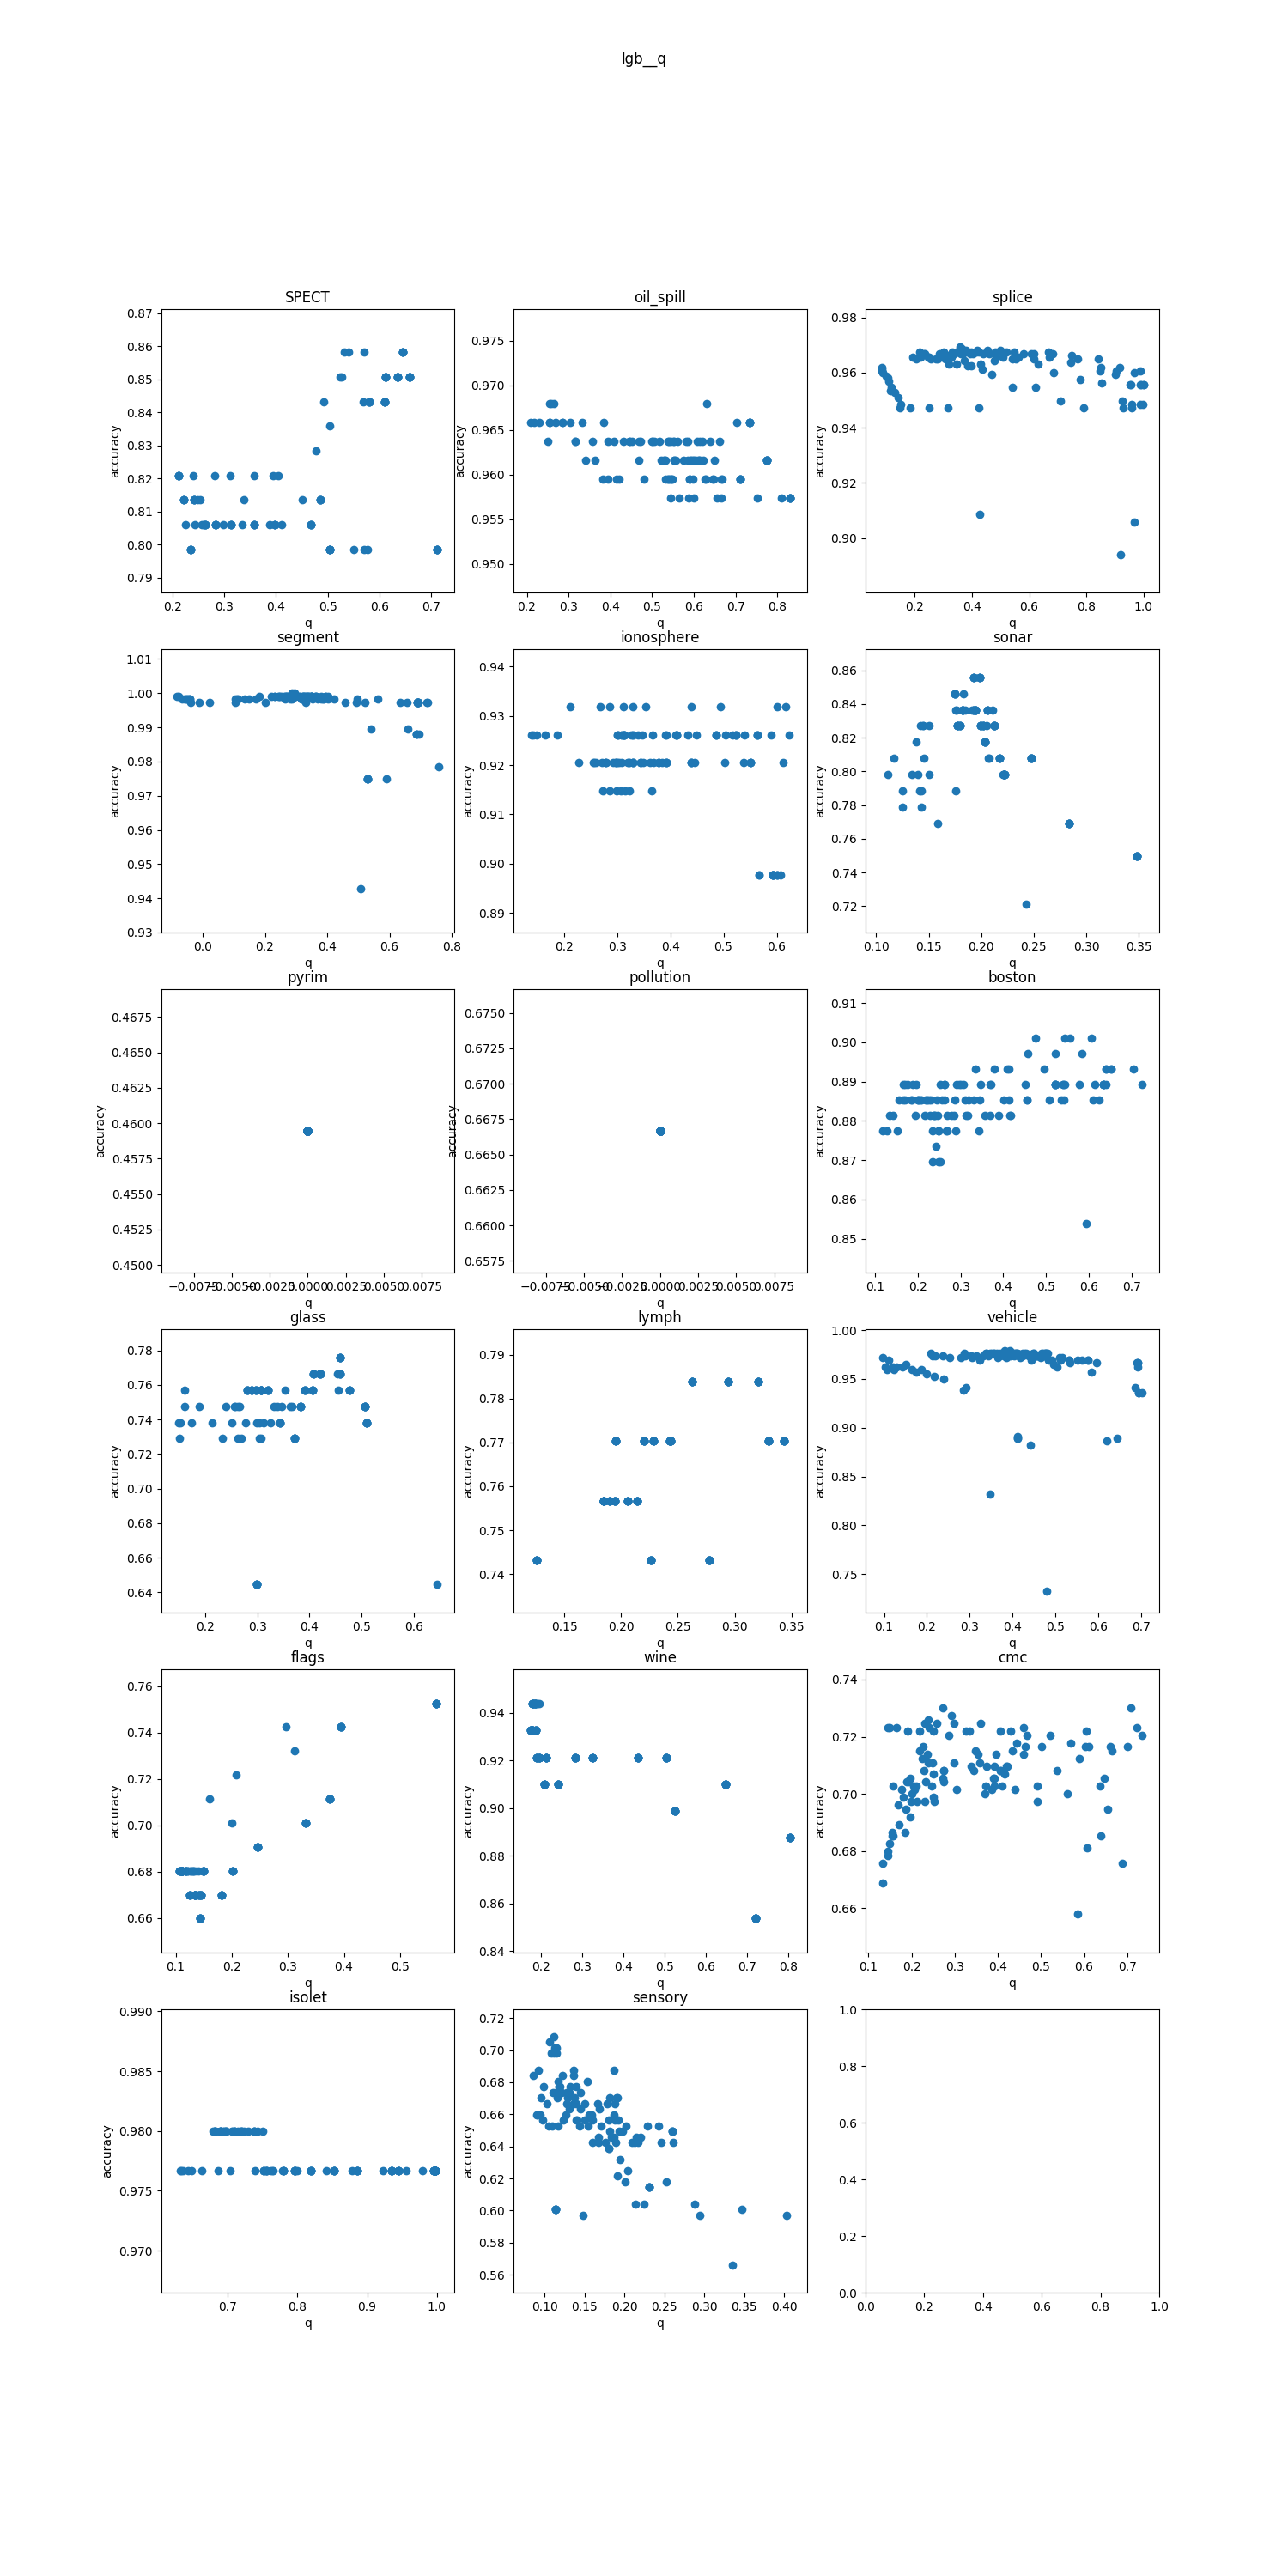 lgb__q
SPECT
oil_spill
splice
0.87
0.86
0.85
0.84
0.83
0.82
0.81
0.80
0.79
accuracy
0.2 0.3 0.4 0.5 0.6 0.7
q
0.975
0.970
0.965
0.960
0.955
0.950
accuracy
0.2 0.3 0.4 0.5 0.6 0.7 0.8
q
0.98
0.96
0.94
0.92
0.90
0.2 0.4 0.6 0.8 1.0
segment
ionosphere
sonar
1.01
1.00
0.99
0.98
0.97
0.96
0.95
0.94
0.93
accuracy
0.0 0.2 0.4 0.6 0.8
q
0.94
0.93
0.92
0.91
0.90
0.89
accuracy
0.2 0.3 0.4 0.5 0.6
q
0.86
0.84
0.82
0.80
0.78
0.76
0.74
0.72
accuracy
0.10 0.15 0.20 0.25 0.30 0.35
q
pyrim
pollution
boston
0.4675
0.4650
0.4625
0.4600
0.4575
0.4550
0.4525
0.4500
accuracy
−0.0075 −0.0050 −0.0025 0.0000 0.0025 0.0050 0.0075
q
0.6750
0.6725
0.6700
0.6675
0.6650
0.6625
0.6600
0.6575
accuracy
−0.0075 −0.0050 −0.0025 0.0000 0.0025 0.0050 0.0075
q
0.91
0.90
0.89
0.88
0.87
0.86
0.85
accuracy
0.1 0.2 0.3 0.4 0.5 0.6 0.7
q
glass
lymph
vehicle
0.78
0.76
0.74
0.72
0.70
0.68
0.66
0.64
accuracy
0.2 0.3 0.4 0.5 0.6
q
0.79
0.78
0.77
0.76
0.75
0.74
accuracy
0.15 0.20 0.25 0.30 0.35
q
1.00
0.95
0.90
0.85
0.80
0.75
accuracy
0.1 0.2 0.3 0.4 0.5 0.6 0.7
q
flags
wine
cmc
0.76
0.74
0.72
0.70
0.68
0.66
accuracy
0.1 0.2 0.3 0.4 0.5
q
0.94
0.92
0.90
0.88
0.86
0.84
accuracy
0.2 0.3 0.4 0.5 0.6 0.7 0.8
q
0.74
0.72
0.70
0.68
0.66
accuracy
0.1 0.2 0.3 0.4 0.5 0.6 0.7
q
isolet
sensory
0.990
0.985
0.980
0.975
0.970
accuracy
0.7 0.8 0.9 1.0
q
0.72
0.70
0.68
0.66
0.64
0.62
0.60
0.58
0.56
accuracy
0.10 0.15 0.20 0.25 0.30 0.35 0.40
q
1.0
0.8
0.6
0.4
0.2
0.0
0.0 0.2 0.4 0.6 0.8 1.0